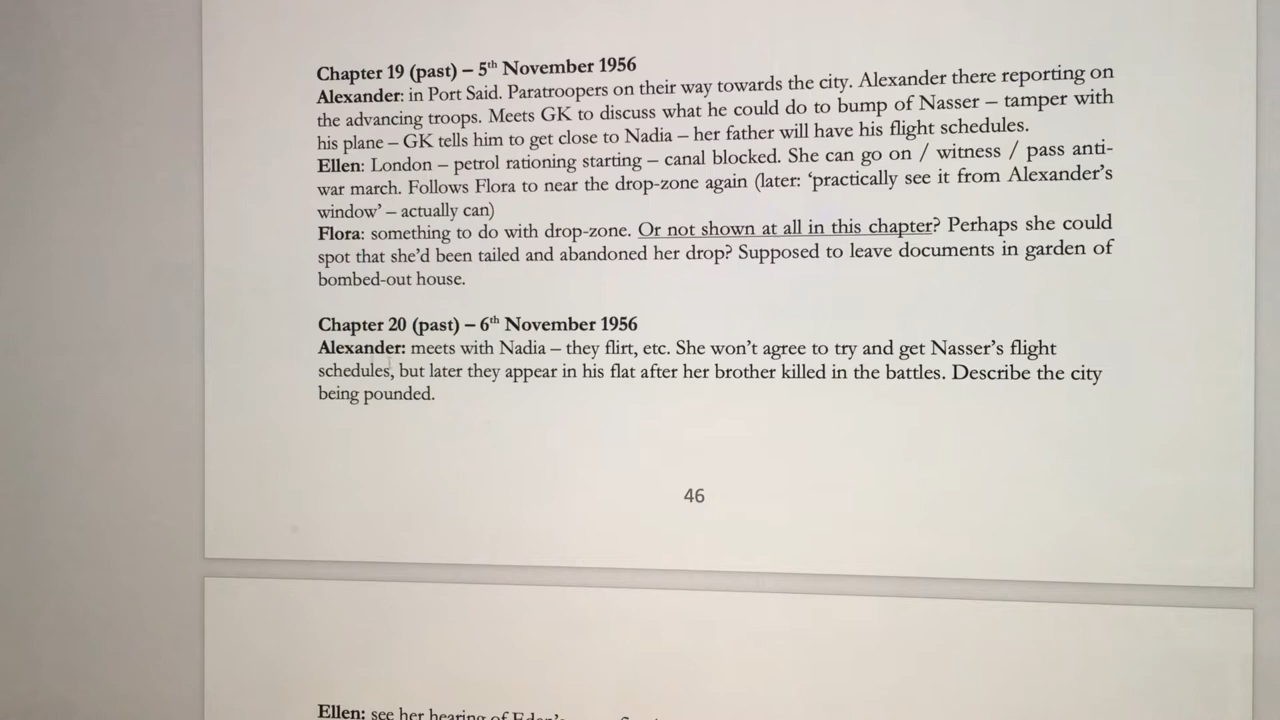 Chapter 19 (past) – 5th November 1956
Alexander: in Port Said. Paratroopers on their way towards the city. Alexander there reporting on
the advancing troops. Meets GK to discuss what he could do to bump of Nasser – tamper with
his plane – GK tells him to get close to Nadia – her father will have his flight schedules.
Ellen: London – petrol rationing starting – canal blocked. She can go on / witness / pass anti-
war march. Follows Flora to near the drop-zone again (later: ‘practically see it from Alexander’s
window’ – actually can)
Flora: something to do with drop-zone. Or not shown at all in this chapter? Perhaps she could
spot that she’d been tailed and abandoned her drop? Supposed to leave documents in garden of
bombed-out house.
Chapter 20 (past) – 6th November 1956
Alexander: meets with Nadia – they flirt, etc. She won’t agree to try and get Nasser’s flight
schedules, but later they appear in his flat after her brother killed in the battles. Describe the city
being pounded.
46
Ellen: see her hearing of Eden’s